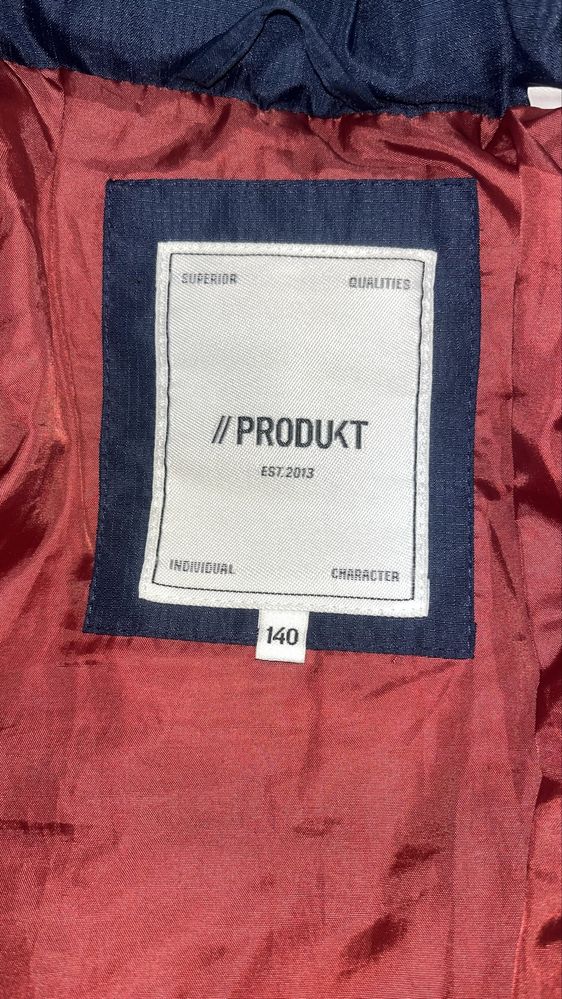 SUPERIOR QUALITIES
// PRODUKT
EST. 2013
INDIVIDUAL CHARACTER
140